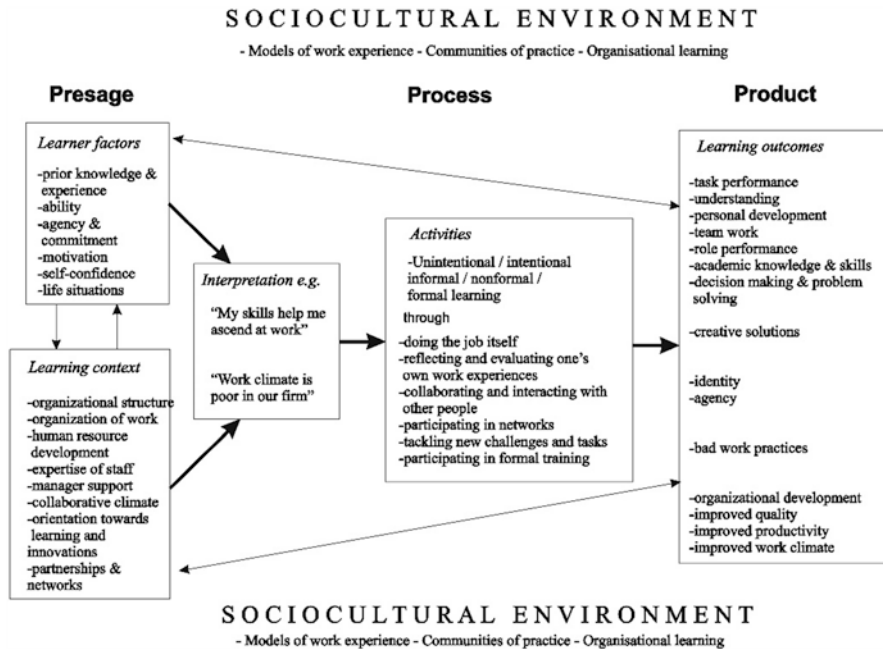 SOCIOCULTURAL ENVIRONMENT
- Models of work experience - Communities of practice - Organisational learning
Presage
Process
Product
Learner factors
-prior knowledge &
experience
-ability
-agency &
commitment
-motivation
-self-confidence
-life situations
Learning context
-organizational structure
-organization of work
-human resource
development
-expertise of staff
-manager support
-collaborative climate
-orientation towards
learning and
innovations
-partnerships &
networks
Interpretation e.g.
“My skills help me
ascend at work”
“Work climate is
poor in our firm”
Activities
-Unintentional / intentional
informal / nonformal /
formal learning
through
-doing the job itself
-reflecting and evaluating one’s
own work experiences
-collaborating and interacting with
other people
-participating in networks
-tackling new challenges and tasks
-participating in formal training
Learning outcomes
-task performance
-understanding
-personal development
-team work
-role performance
-academic knowledge & skills
-decision making & problem
solving
-creative solutions
-identity
-agency
-bad work practices
-organizational development
-improved quality
-improved productivity
-improved work climate
SOCIOCULTURAL ENVIRONMENT
- Models of work experience - Communities of practice - Organisational learning